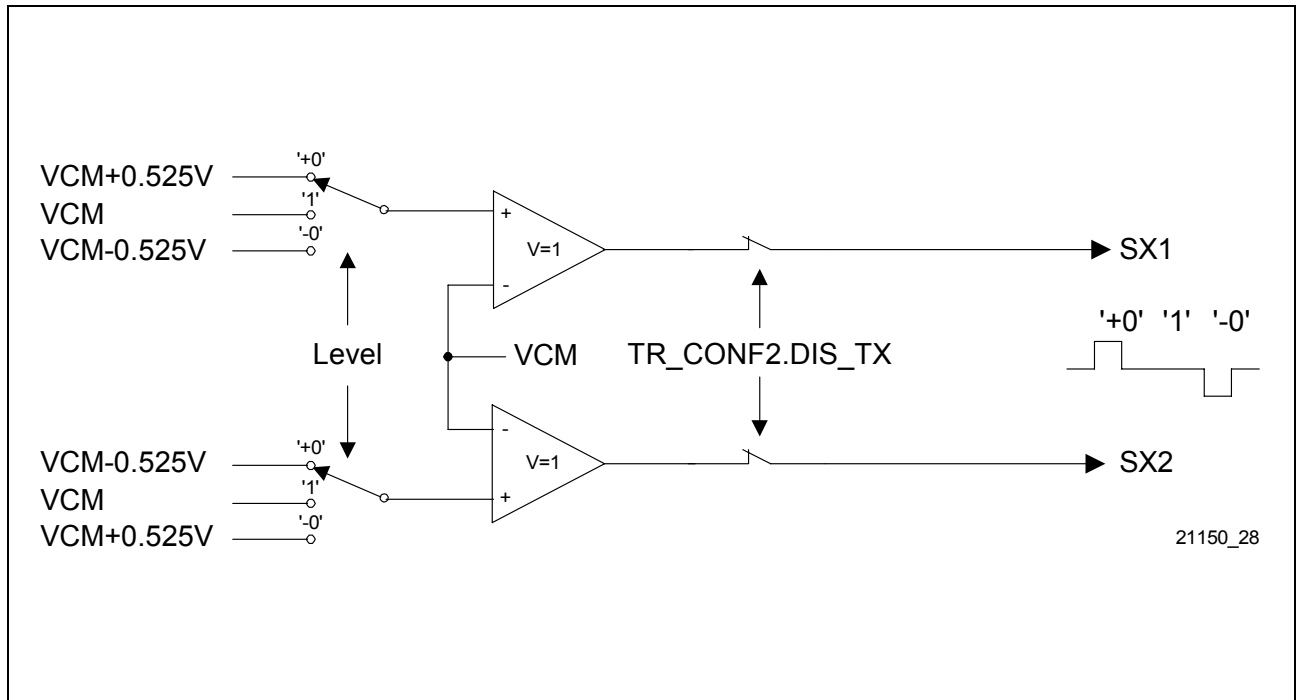 '+0'
VCM+0.525V
'1'
VCM
'-0'
VCM-0.525V
+
V=1
-
SX1
'+0' '1' '-0'
Level
VCM
TR_CONF2.DIS_TX
'+0'
VCM-0.525V
'1'
VCM
'-0'
VCM+0.525V
-
V=1
+
SX2
21150_28